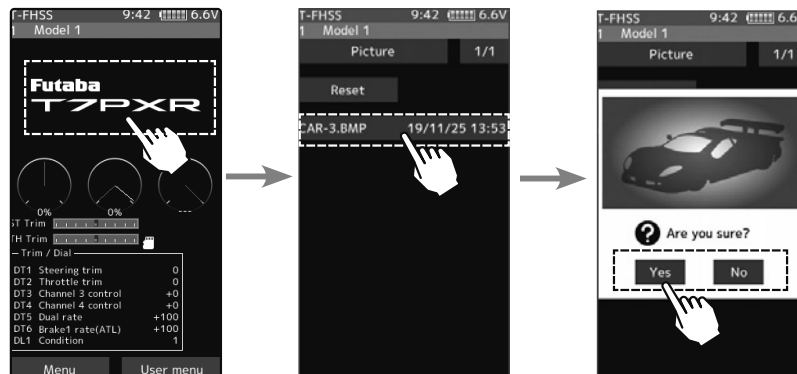 T-FHSS 9:42 6.6V
1 Model 1
Futaba
T7PXR
0% 0% ---
ST Trim
TH Trim
Trim / Dial
DT1 Steering trim 0
DT2 Throttle trim 0
DT3 Channel 3 control +0
DT4 Channel 4 control +0
DT5 Dual rate +100
DT6 Brake1 rate(ATL) +100
DL1 Condition 1
Menu User menu
T-FHSS 9:42 6.6V
1 Model 1
Picture 1/1
Reset
CAR-3.BMP 19/11/25 13:53
T-FHSS 9:42 6.6
1 Model 1
Picture 1/1
? Are you sure?
Yes No